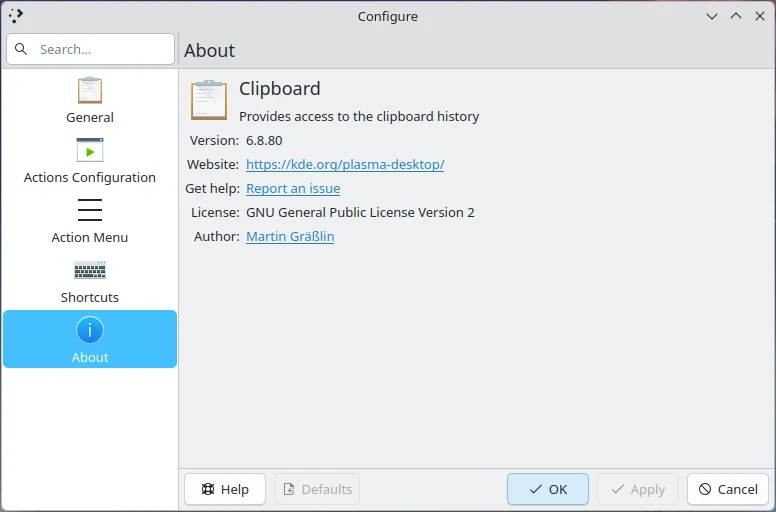 Configure
Search...
About
General
Actions Configuration
Action Menu
Shortcuts
About
Clipboard
Provides access to the clipboard history
Version: 6.8.80
Website: https://kde.org/plasma-desktop/
Get help: Report an issue
License: GNU General Public License Version 2
Author: Martin Gräßlin
Help Defaults OK Apply Cancel